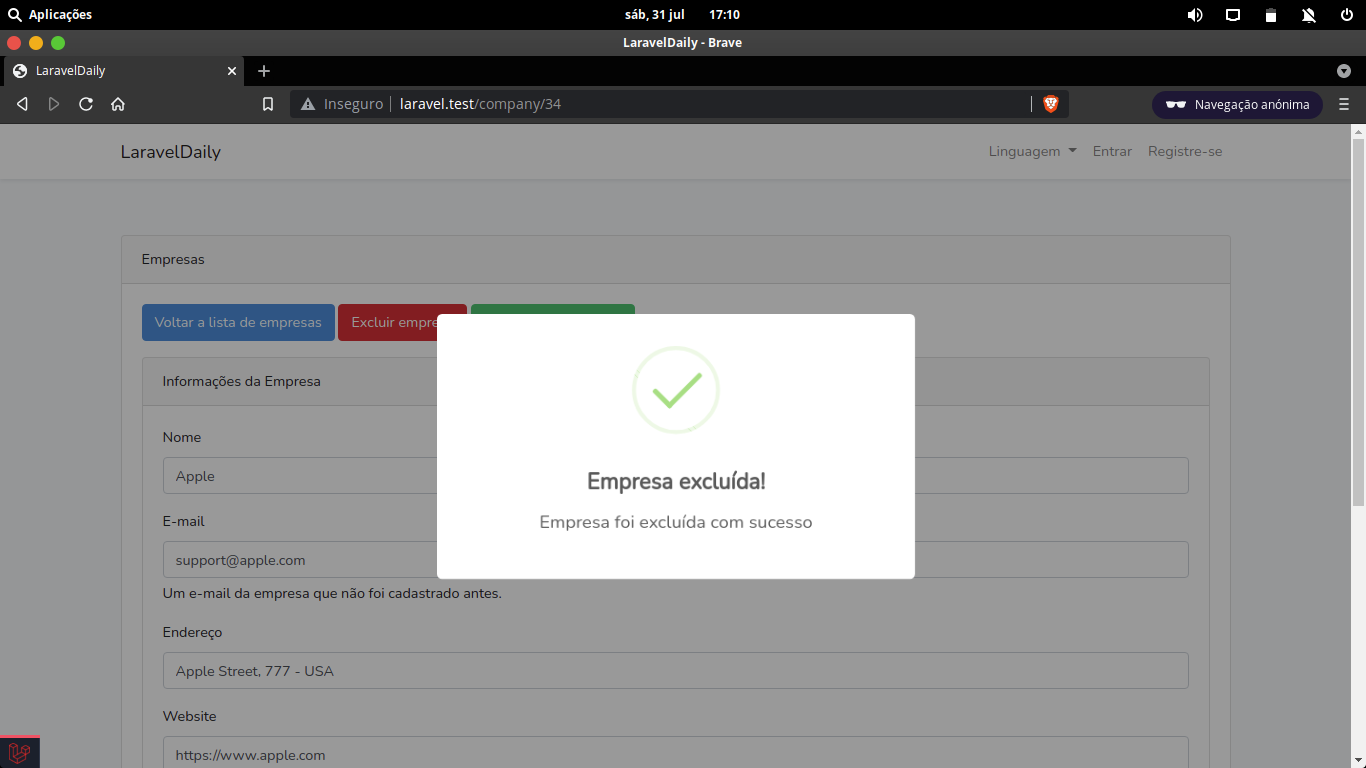 Aplicações
sáb, 31 jul 17:10
LaravelDaily - Brave
LaravelDaily
Inseguro laravel.test/company/34
Navegação anónima
LaravelDaily
Linguagem Entrar Registre-se
Empresas
Voltar a lista de empresas
Excluir empre
Informações da Empresa
Nome
Apple
E-mail
support@apple.com
Um e-mail da empresa que não foi cadastrado antes.
Endereço
Apple Street, 777 - USA
Website
https://www.apple.com
Empresa excluída!
Empresa foi excluída com sucesso